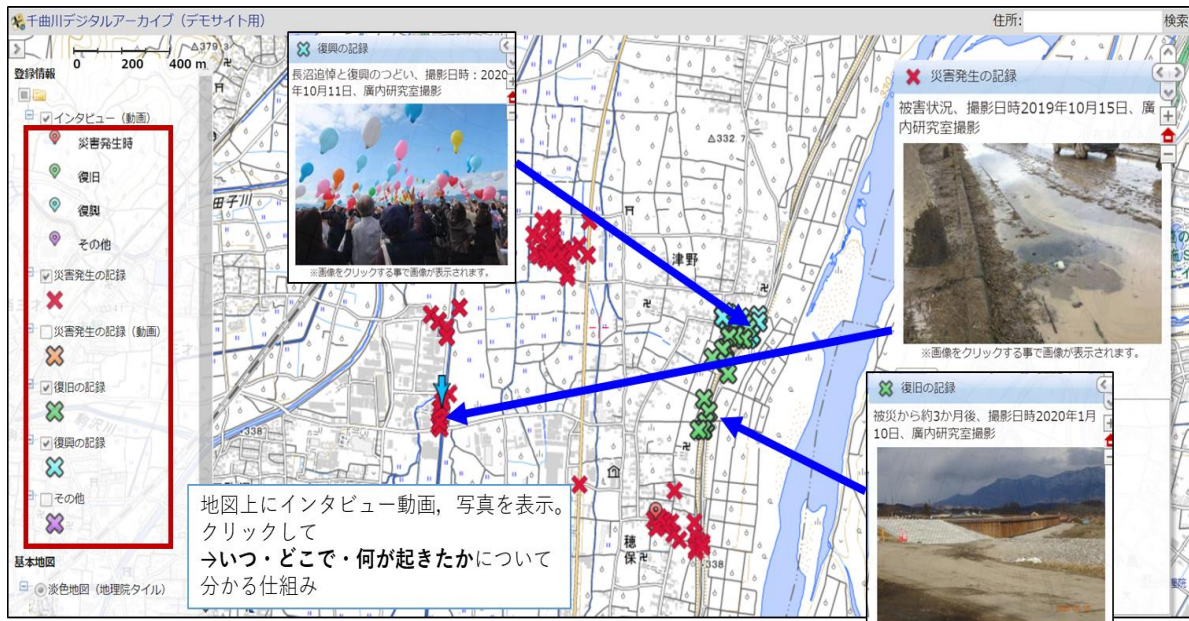 千曲川デジタルアーカイブ（デモサイト用）
住所:
検索
0 200 400 m
△379.3
登録情報
インタビュー（動画）
災害発生時
復旧
復興
その他
災害発生の記録
災害発生の記録（動画）
復旧の記録
復興の記録
その他
基本地図
淡色地図（地理院タイル）
復興の記録
長沼追悼と復興のつどい、撮影日時：2020
年10月11日、廣内研究室撮影
※画像をクリックする事で画像が表示されます。
災害発生の記録
被害状況、撮影日時2019年10月15日、廣
内研究室撮影
※画像をクリックする事で画像が表示されます。
復旧の記録
被災から約3か月後、撮影日時2020年1月
10日、廣内研究室撮影
330
△332.7
田子川
津野
・338
穂
保
・338
地図上にインタビュー動画，写真を表示。
クリックして
→いつ・どこで・何が起きたかについて
分かる仕組み